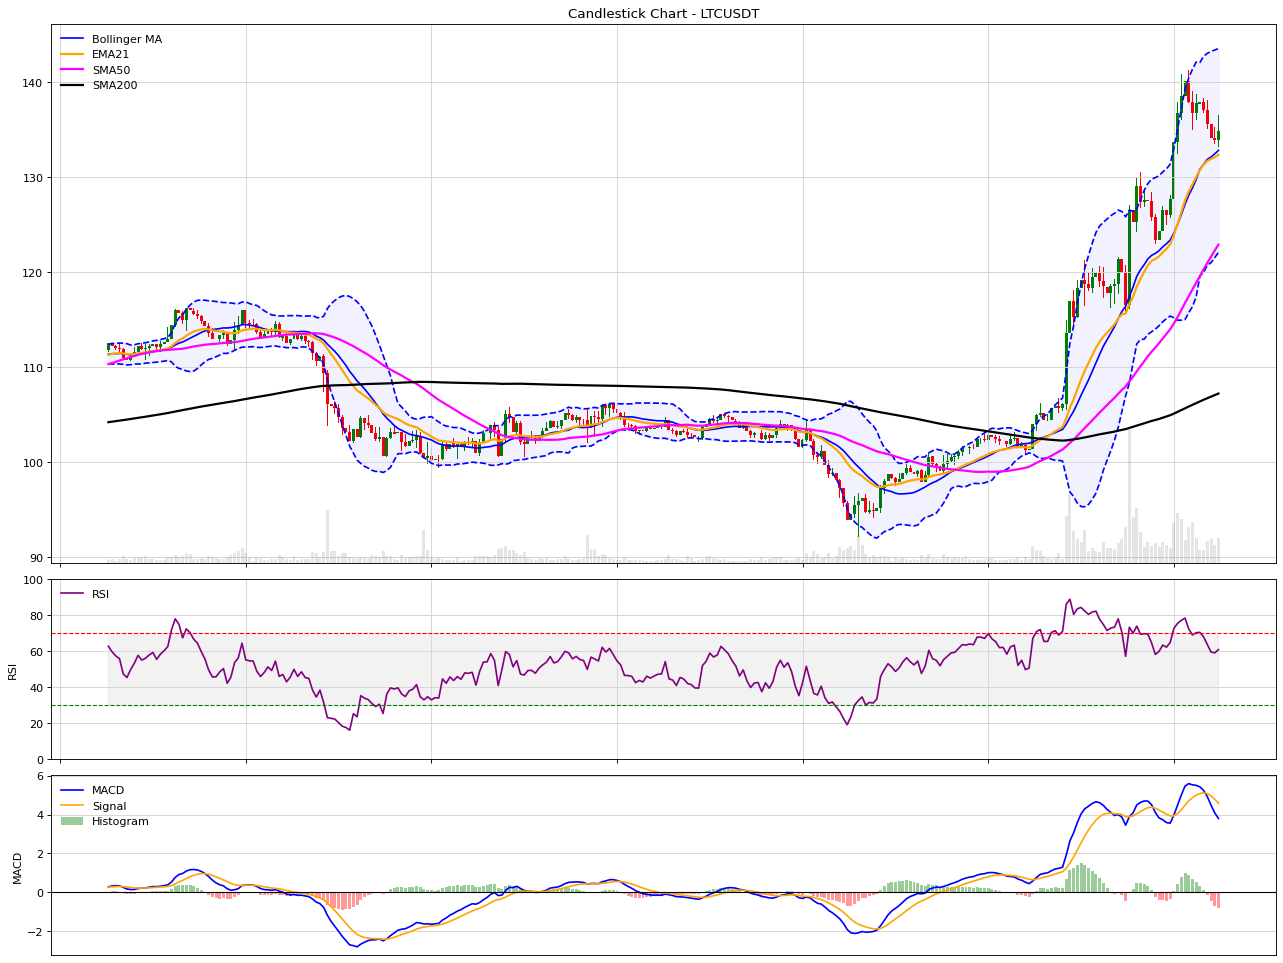 Candlestick Chart - LTCUSDT
Bollinger MA
EMA21
SMA50
SMA200
140
130
120
110
100
90
RSI
100
80
60
40
20
0
RSI
MACD
Signal
Histogram
6
4
2
0
−2
MACD